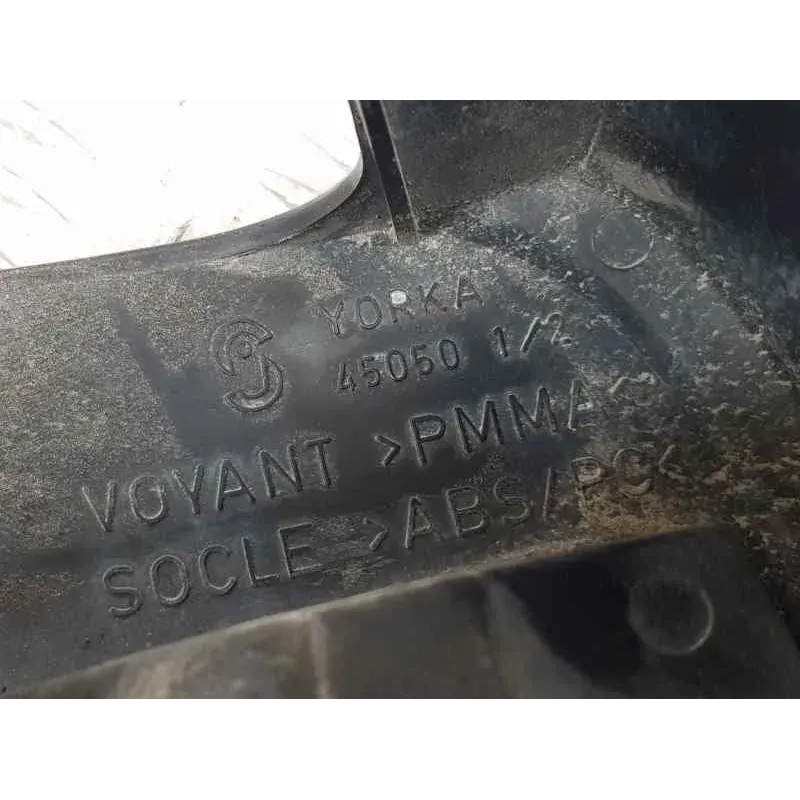 YORKA
45050 1/2
VOYANT >PMMA<
SOCLE >ABS/PC<